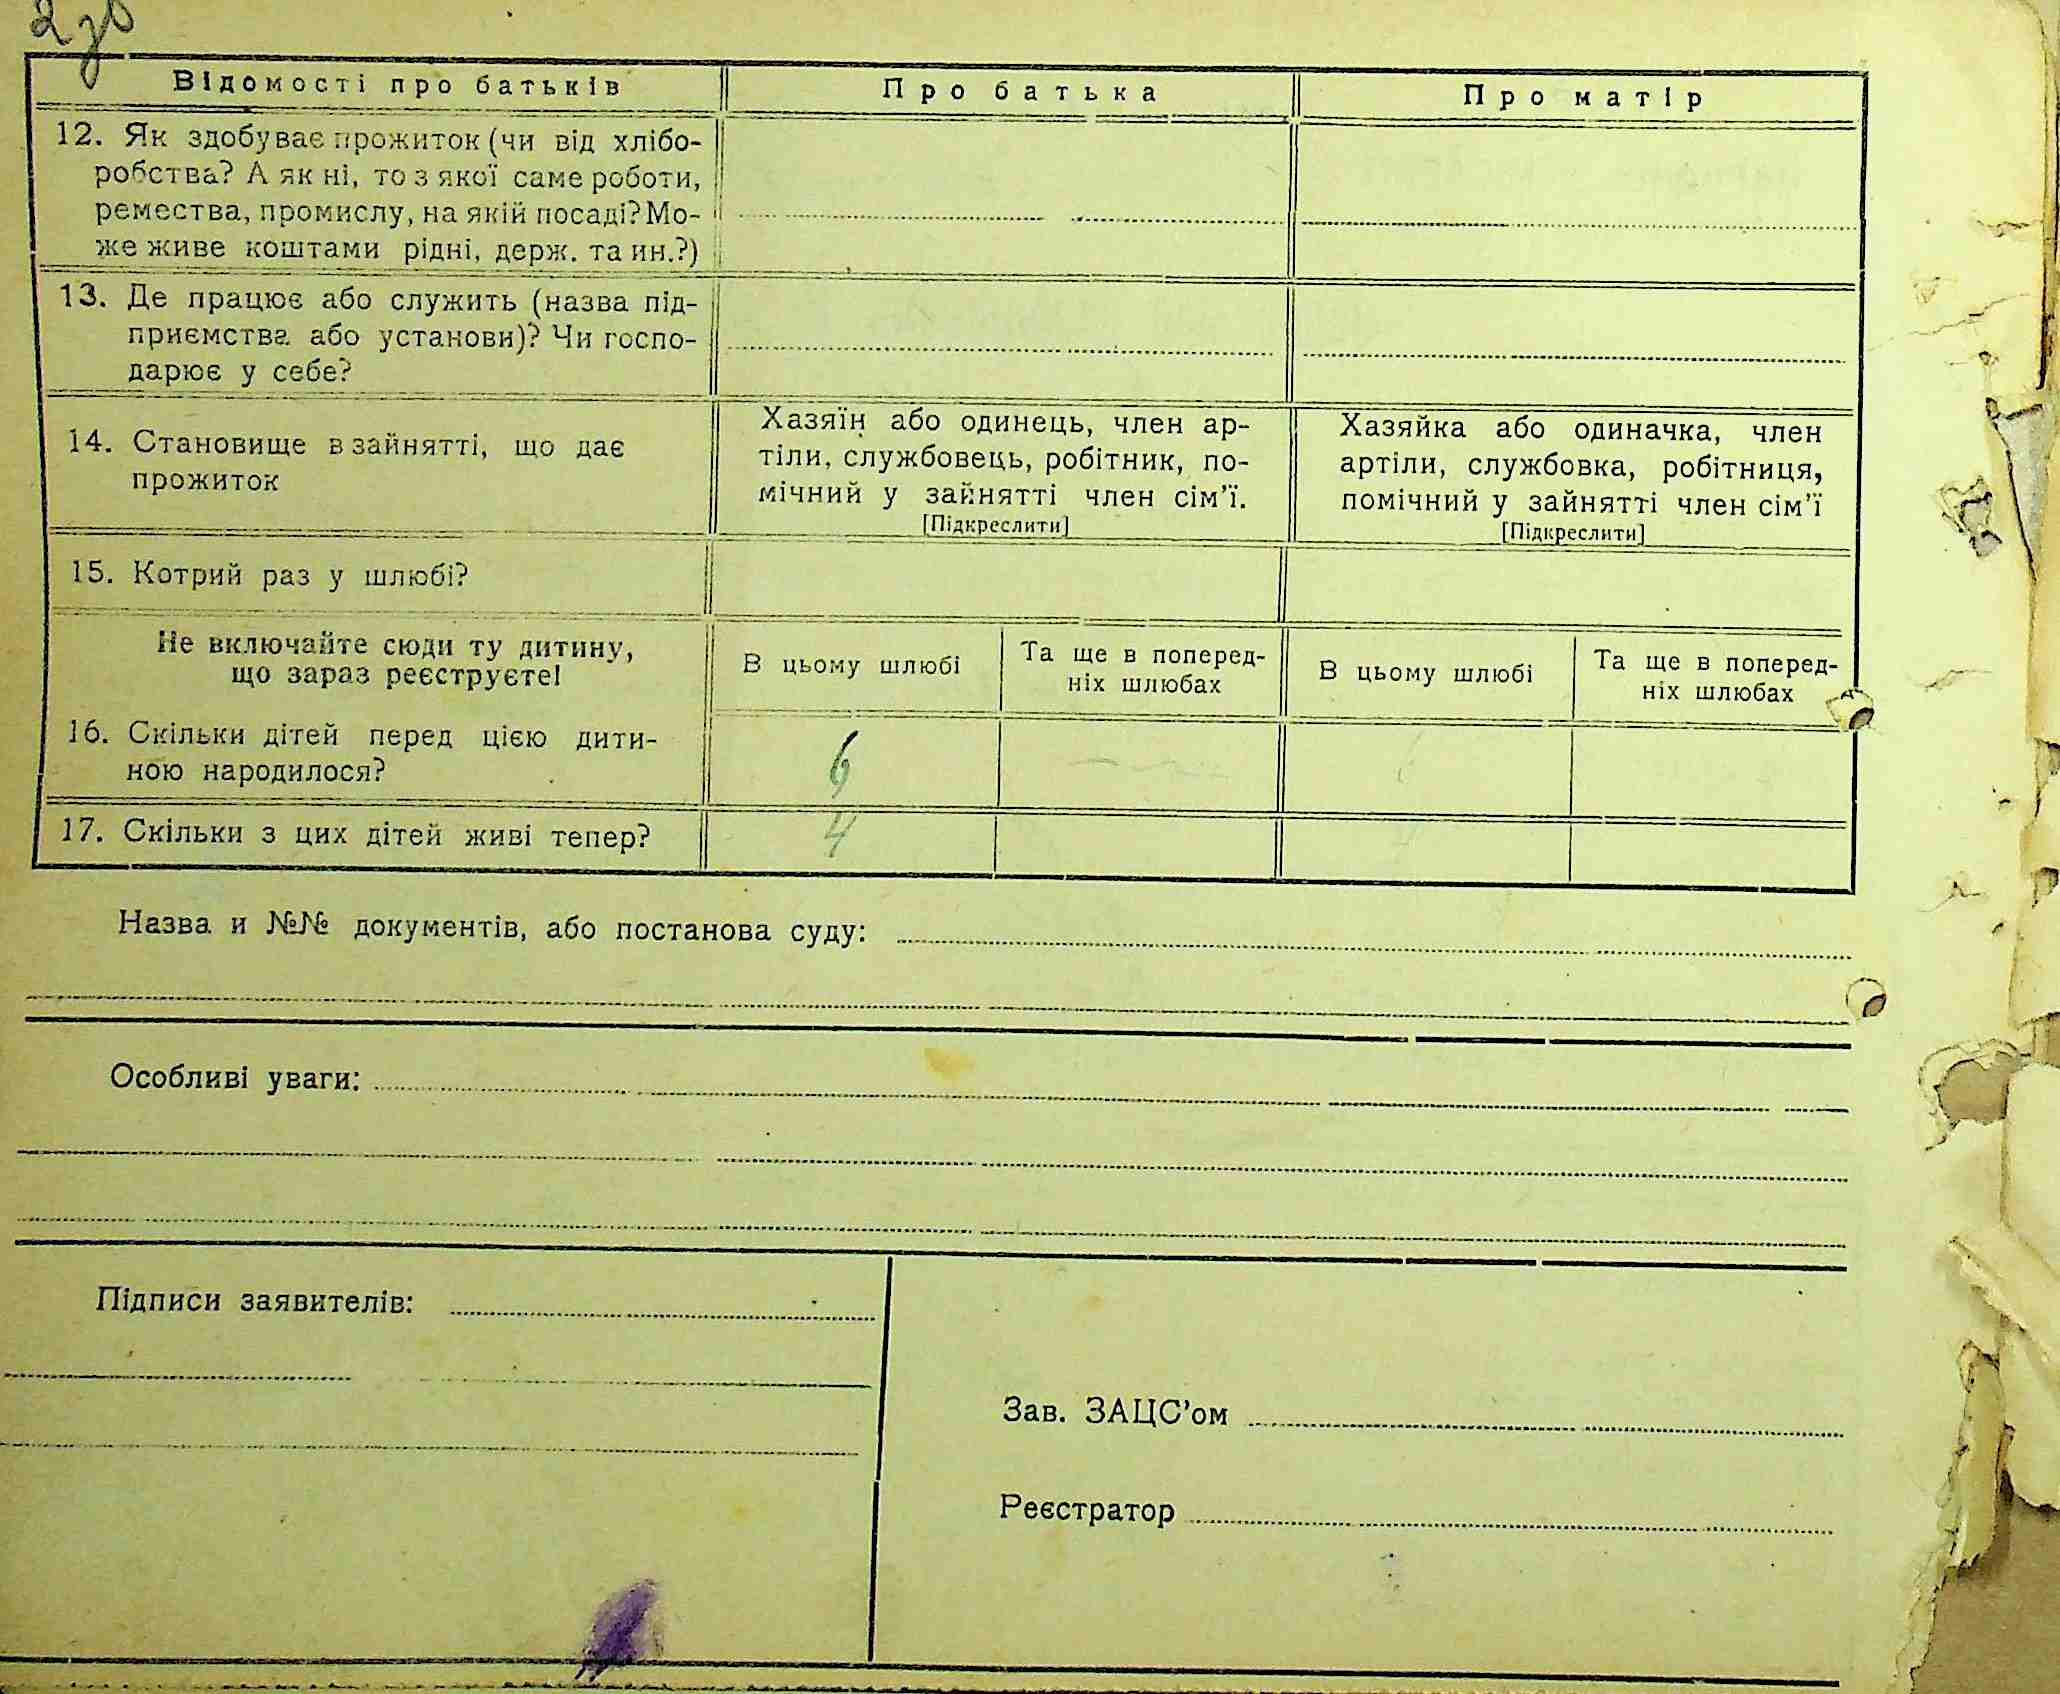 Відомості про батьків
Про батька
Про матір
12. Як здобуває прожиток (чи від хлібо-
робства? А як ні, то з якої саме роботи,
ремества, промислу, на якій посаді? Мо-
же живе коштами рідні, держ. та ин.?)
13. Де працює або служить (назва під-
приємства або установи)? Чи госпо-
дарює у себе?
14. Становище в зайнятті, що дає
прожиток
Хазяїн або одинець, член ар-
тіли, службовець, робітник, по-
мічний у зайнятті член сім’ї.
[Підкреслити]
Хазяйка або одиначка, член
артіли, службовка, робітниця,
помічний у зайнятті член сім’ї
[Підкреслити]
15. Котрий раз у шлюбі?
Не включайте сюди ту дитину,
що зараз реєструєте!
В цьому шлюбі
Та ще в поперед-
ніх шлюбах
В цьому шлюбі
Та ще в поперед-
ніх шлюбах
16. Скільки дітей перед цією дити-
ною народилося?
6
17. Скільки з цих дітей живі тепер?
4
Назва и №№ документів, або постанова суду:
Особливі уваги:
Підписи заявителів:
Зав. ЗАЦС’ом
Реєстратор